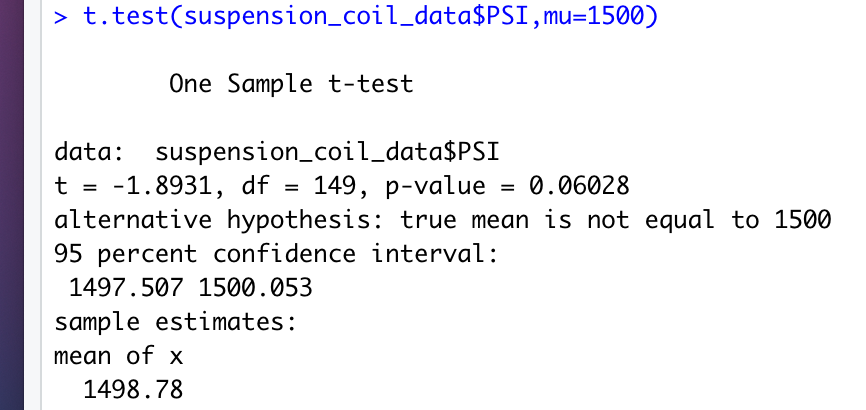 > t.test(suspension_coil_data$PSI,mu=1500)
One Sample t-test
data:  suspension_coil_data$PSI
t = -1.8931, df = 149, p-value = 0.06028
alternative hypothesis: true mean is not equal to 1500
95 percent confidence interval:
1497.507 1500.053
sample estimates:
mean of x
1498.78